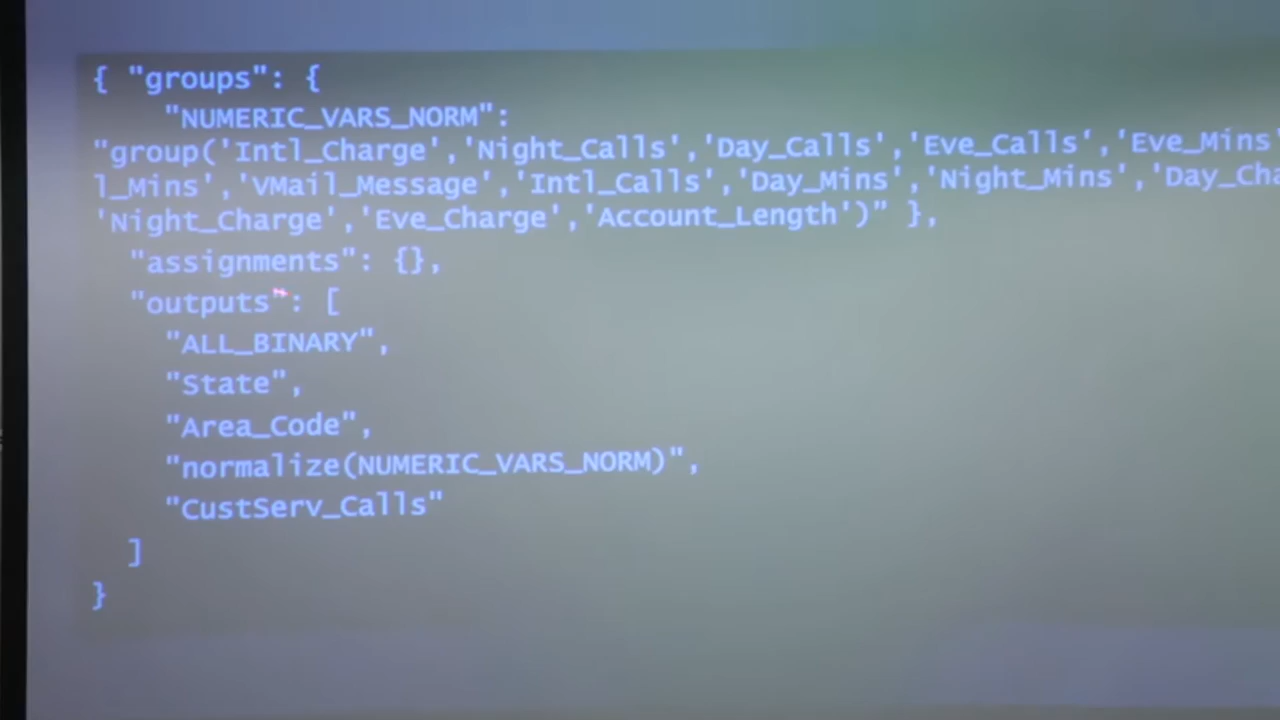 { "groups": {
"NUMERIC_VARS_NORM":
"group('Intl_Charge','Night_Calls','Day_Calls','Eve_Calls','Eve_Mins'
l_Mins','VMail_Message','Intl_Calls','Day_Mins','Night_Mins','Day_Cha
'Night_Charge','Eve_Charge','Account_Length')" },
"assignments": {},
"outputs": [
"ALL_BINARY",
"State",
"Area_Code",
"normalize(NUMERIC_VARS_NORM)",
"CustServ_Calls"
]
}